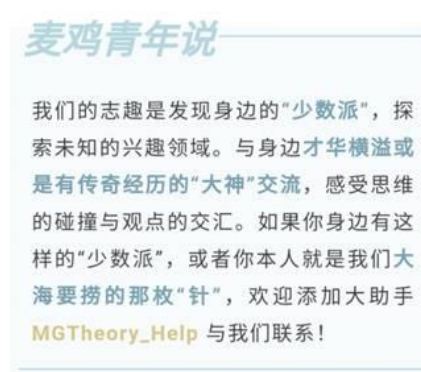 麦鸡青年说
我们的志趣是发现身边的“少数派”，探
索未知的兴趣领域。与身边才华横溢或
是有传奇经历的“大神”交流，感受思维
的碰撞与观点的交汇。如果你身边有这
样的“少数派”，或者你本人就是我们大
海要捞的那枚“针”，欢迎添加大助手
MGTheory_Help 与我们联系！